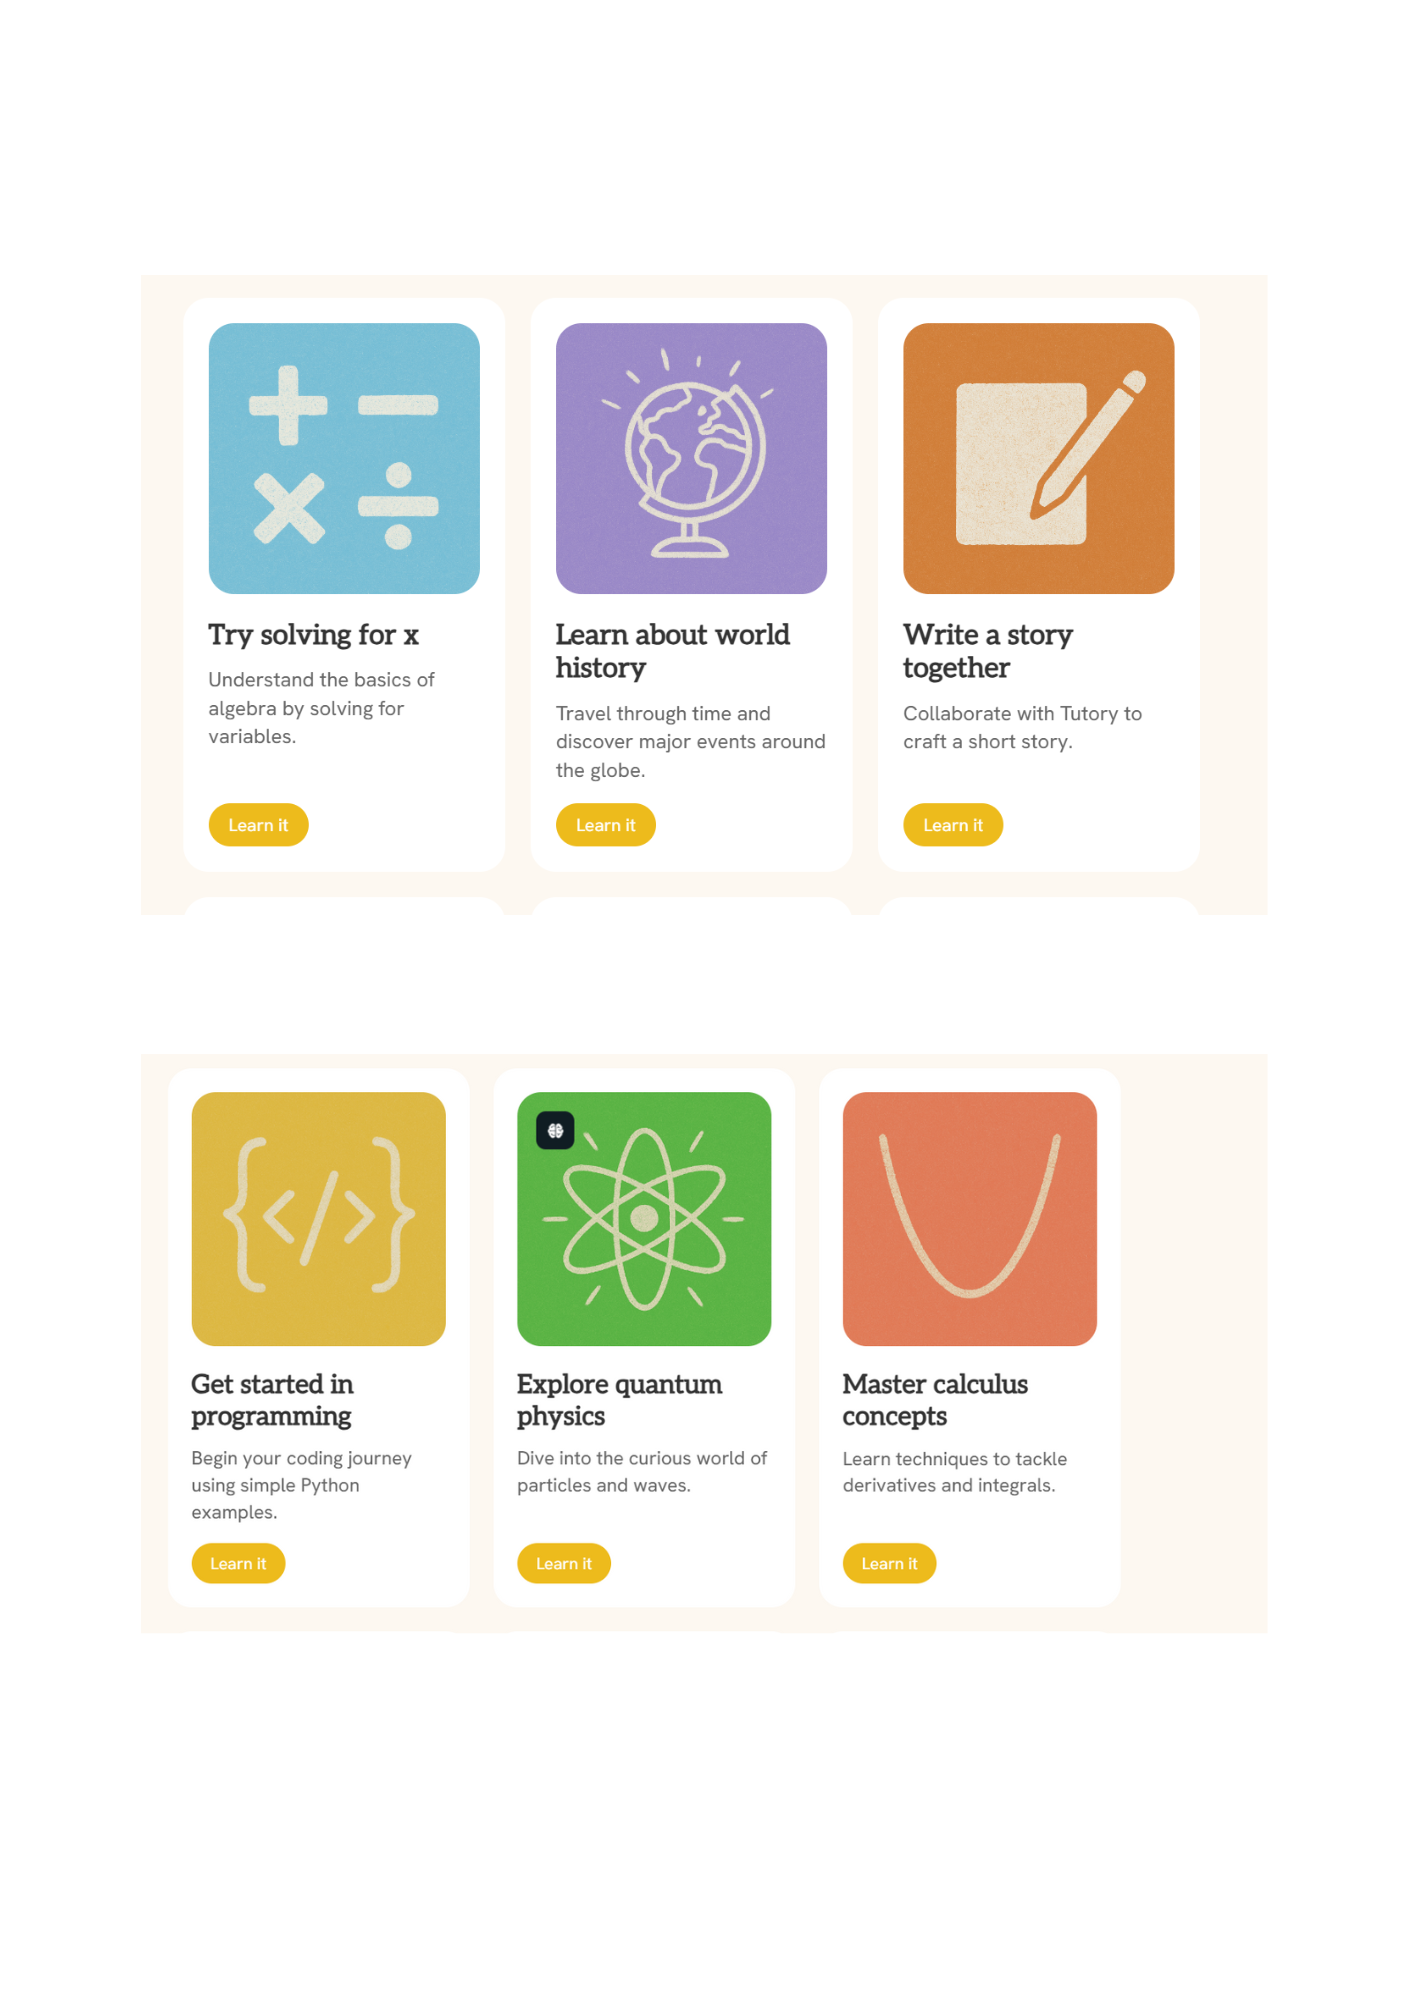 Try solving for x
Understand the basics of
algebra by solving for
variables.
Learn it
Learn about world
history
Travel through time and
discover major events around
the globe.
Learn it
Write a story
together
Collaborate with Tutory to
craft a short story.
Learn it
Get started in
programming
Begin your coding journey
using simple Python
examples.
Learn it
Explore quantum
physics
Dive into the curious world of
particles and waves.
Learn it
Master calculus
concepts
Learn techniques to tackle
derivatives and integrals.
Learn it